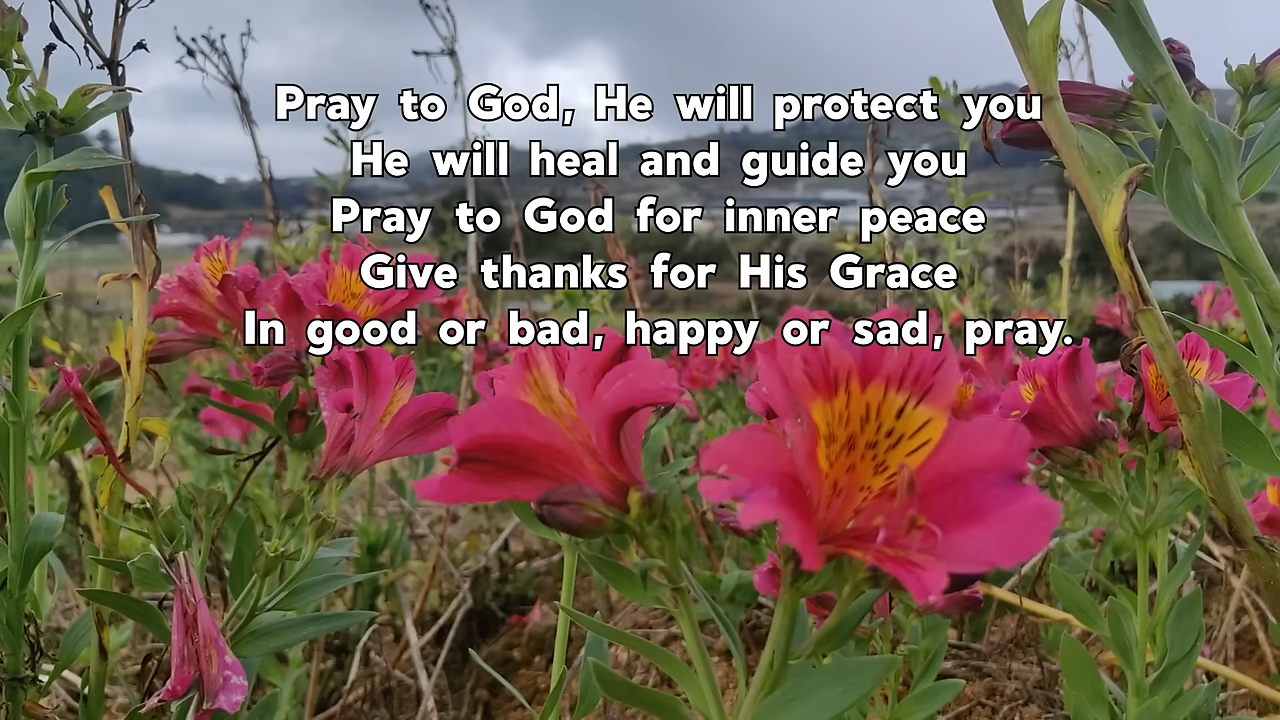 Pray to God, He will protect you
He will heal and guide you
Pray to God for inner peace
Give thanks for His Grace
In good or bad, happy or sad, pray.